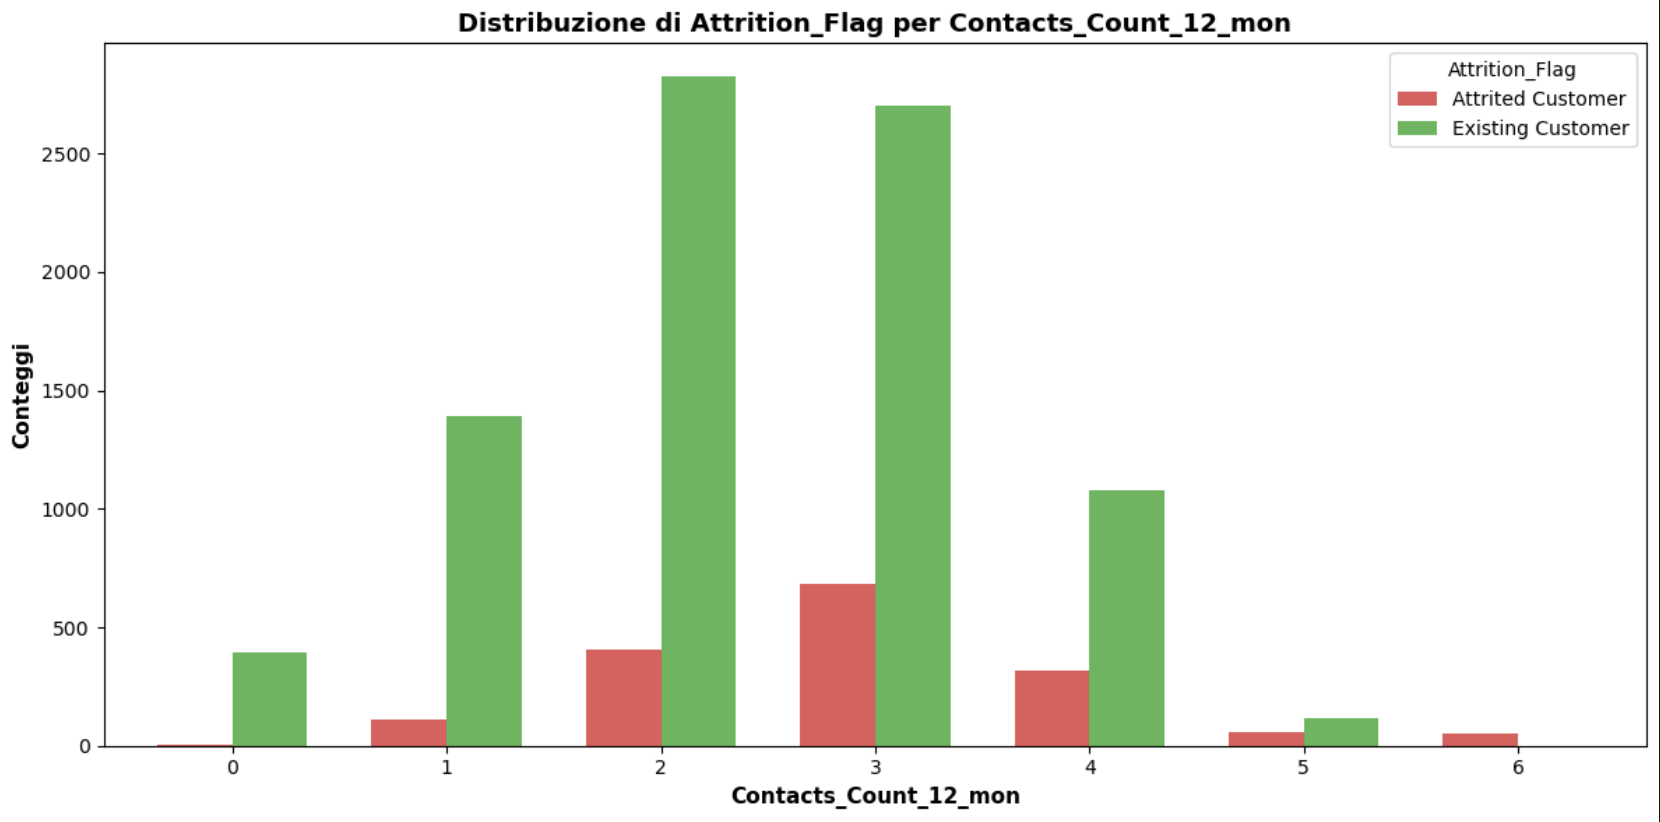 Distribuzione di Attrition_Flag per Contacts_Count_12_mon
Attrition_Flag
Attrited Customer
Existing Customer
Conteggi
2500
2000
1500
1000
500
0
0 1 2 3 4 5 6
Contacts_Count_12_mon